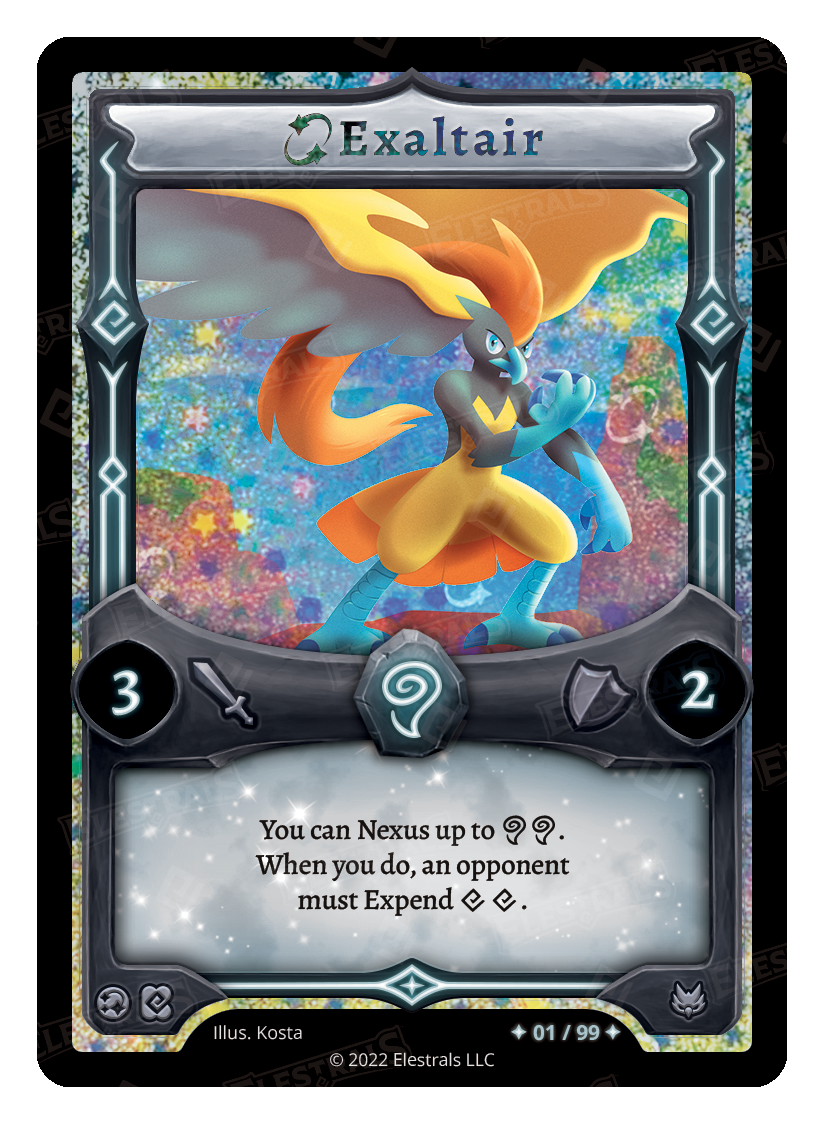 Exaltair
3
2
You can Nexus up to .
When you do, an opponent
must Expend .
Illus. Kosta
01 / 99
© 2022 Elestrals LLC
ELESTRALS